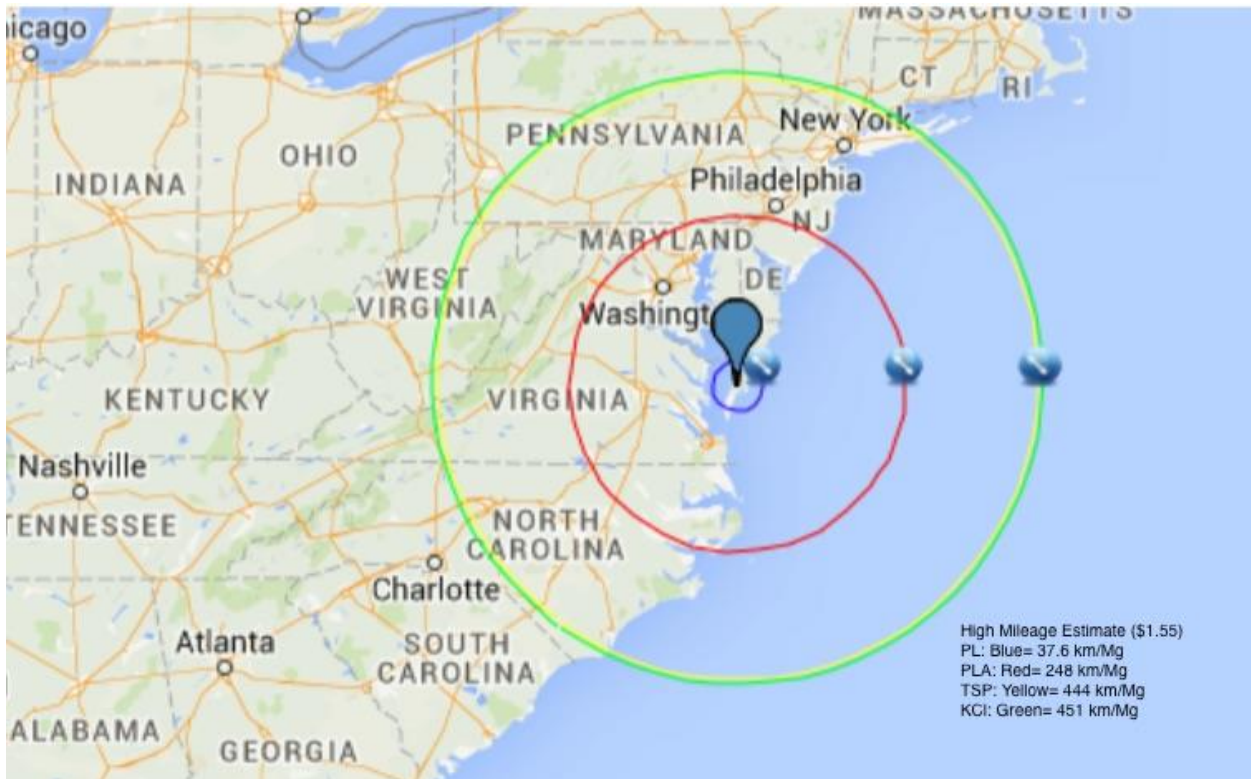 MASSACHUSETTS
hicago
CT
RI
New York
PENNSYLVANIA
OHIO
INDIANA
Philadelphia
NJ
MARYLAND
WEST
VIRGINIA
DE
Washingt
KENTUCKY
VIRGINIA
Nashville
TENNESSEE
NORTH
CAROLINA
Charlotte
Atlanta
SOUTH
CAROLINA
ALABAMA
GEORGIA
High Mileage Estimate ($1.55)
PL: Blue= 37.6 km/Mg
PLA: Red= 248 km/Mg
TSP: Yellow= 444 km/Mg
KCI: Green= 451 km/Mg